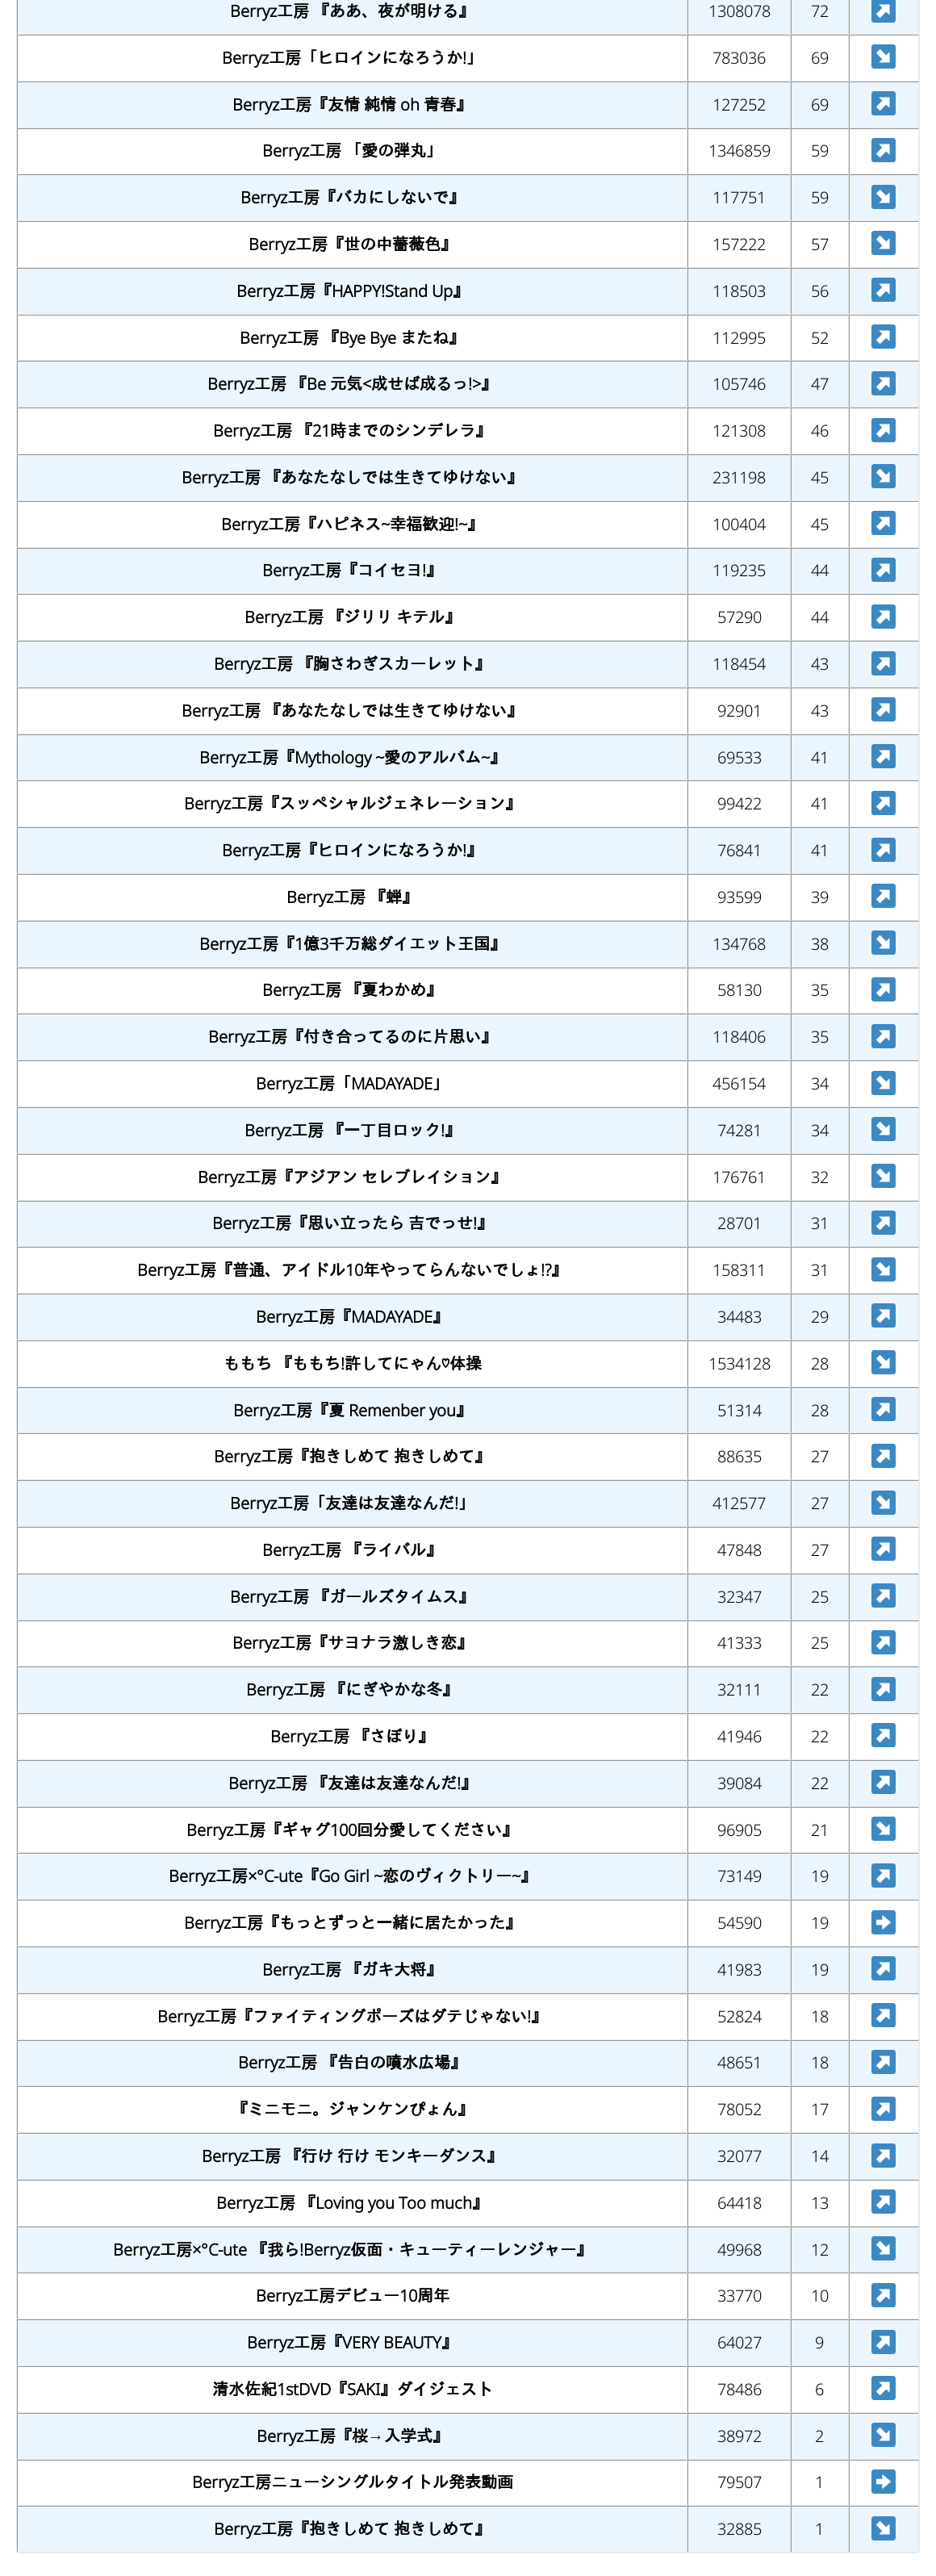 Berryz工房 『ああ、夜が明ける』 1308078 72
Berryz工房「ヒロインになろうか!」 783036 69
Berryz工房『友情 純情 oh 青春』 127252 69
Berryz工房 「愛の弾丸」 1346859 59
Berryz工房『バカにしないで』 117751 59
Berryz工房『世の中薔薇色』 157222 57
Berryz工房『HAPPY!Stand Up』 118503 56
Berryz工房 『Bye Bye またね』 112995 52
Berryz工房 『Be 元気<成せば成るっ!>』 105746 47
Berryz工房 『21時までのシンデレラ』 121308 46
Berryz工房 『あなたなしでは生きてゆけない』 231198 45
Berryz工房『ハピネス~幸福歓迎!~』 100404 45
Berryz工房『コイセヨ!』 119235 44
Berryz工房 『ジリリ キテル』 57290 44
Berryz工房 『胸さわぎスカーレット』 118454 43
Berryz工房 『あなたなしでは生きてゆけない』 92901 43
Berryz工房『Mythology ~愛のアルバム~』 69533 41
Berryz工房『スッペシャルジェネレーション』 99422 41
Berryz工房『ヒロインになろうか!』 76841 41
Berryz工房 『蝉』 93599 39
Berryz工房『1億3千万総ダイエット王国』 134768 38
Berryz工房 『夏わかめ』 58130 35
Berryz工房『付き合ってるのに片思い』 118406 35
Berryz工房「MADAYADE」 456154 34
Berryz工房 『一丁目ロック!』 74281 34
Berryz工房『アジアン セレブレイション』 176761 32
Berryz工房『思い立ったら 吉でっせ!』 28701 31
Berryz工房『普通、アイドル10年やってらんないでしょ!?』 158311 31
Berryz工房『MADAYADE』 34483 29
ももち 『ももち!許してにゃん♡体操 1534128 28
Berryz工房『夏 Remenber you』 51314 28
Berryz工房『抱きしめて 抱きしめて』 88635 27
Berryz工房「友達は友達なんだ!」 412577 27
Berryz工房 『ライバル』 47848 27
Berryz工房 『ガールズタイムス』 32347 25
Berryz工房『サヨナラ激しき恋』 41333 25
Berryz工房 『にぎやかな冬』 32111 22
Berryz工房 『さぼり』 41946 22
Berryz工房 『友達は友達なんだ!』 39084 22
Berryz工房『ギャグ100回分愛してください』 96905 21
Berryz工房×°C-ute『Go Girl ~恋のヴィクトリー~』 73149 19
Berryz工房『もっとずっと一緒に居たかった』 54590 19
Berryz工房 『ガキ大将』 41983 19
Berryz工房『ファイティングポーズはダテじゃない!』 52824 18
Berryz工房 『告白の噴水広場』 48651 18
『ミニモニ。ジャンケンぴょん』 78052 17
Berryz工房 『行け 行け モンキーダンス』 32077 14
Berryz工房 『Loving you Too much』 64418 13
Berryz工房×°C-ute 『我ら!Berryz仮面・キューティーレンジャー』 49968 12
Berryz工房デビュー10周年 33770 10
Berryz工房『VERY BEAUTY』 64027 9
清水佐紀1stDVD『SAKI』ダイジェスト 78486 6
Berryz工房『桜→入学式』 38972 2
Berryz工房ニューシングルタイトル発表動画 79507 1
Berryz工房『抱きしめて 抱きしめて』 32885 1